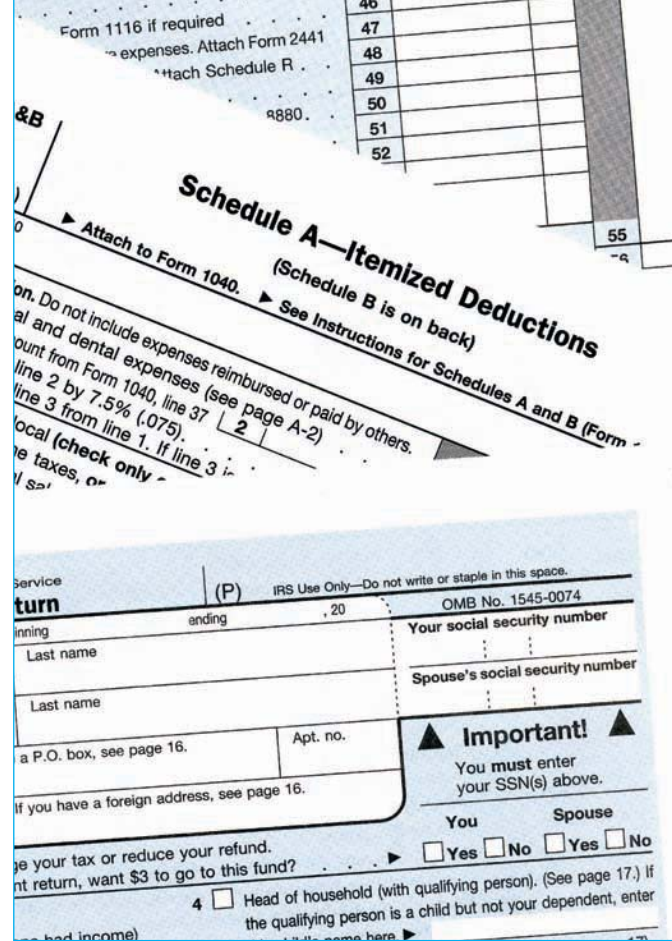 46
Form 1116 if required . . . . .
47
expenses. Attach Form 2441
48
Attach Schedule R . .
49
50
8880. .
51
52
55
&B
Schedule A—Itemized Deductions
(Schedule B is on back)
▶ Attach to Form 1040. ▶ See Instructions for Schedules A and B (Form
on. Do not include expenses reimbursed or paid by others.
al and dental expenses (see page A-2) . .
ount from Form 1040, line 37 2
line 2 by 7.5% (.075). . . .
line 3 from line 1. If line 3
local (check only
e taxes, or
Service
turn
(P)
IRS Use Only—Do not write or staple in this space.
inning
ending
, 20
OMB No. 1545-0074
Last name
Your social security number
Last name
Spouse's social security number
a P.O. box, see page 16.
Apt. no.
▲ Important! ▲
You must enter
your SSN(s) above.
If you have a foreign address, see page 16.
You
Spouse
ge your tax or reduce your refund.
nt return, want $3 to go to this fund? . . . ▶
Yes No
Yes No
4 Head of household (with qualifying person). (See page 17.) If
the qualifying person is a child but not your dependent, enter
had income)
name here ▶